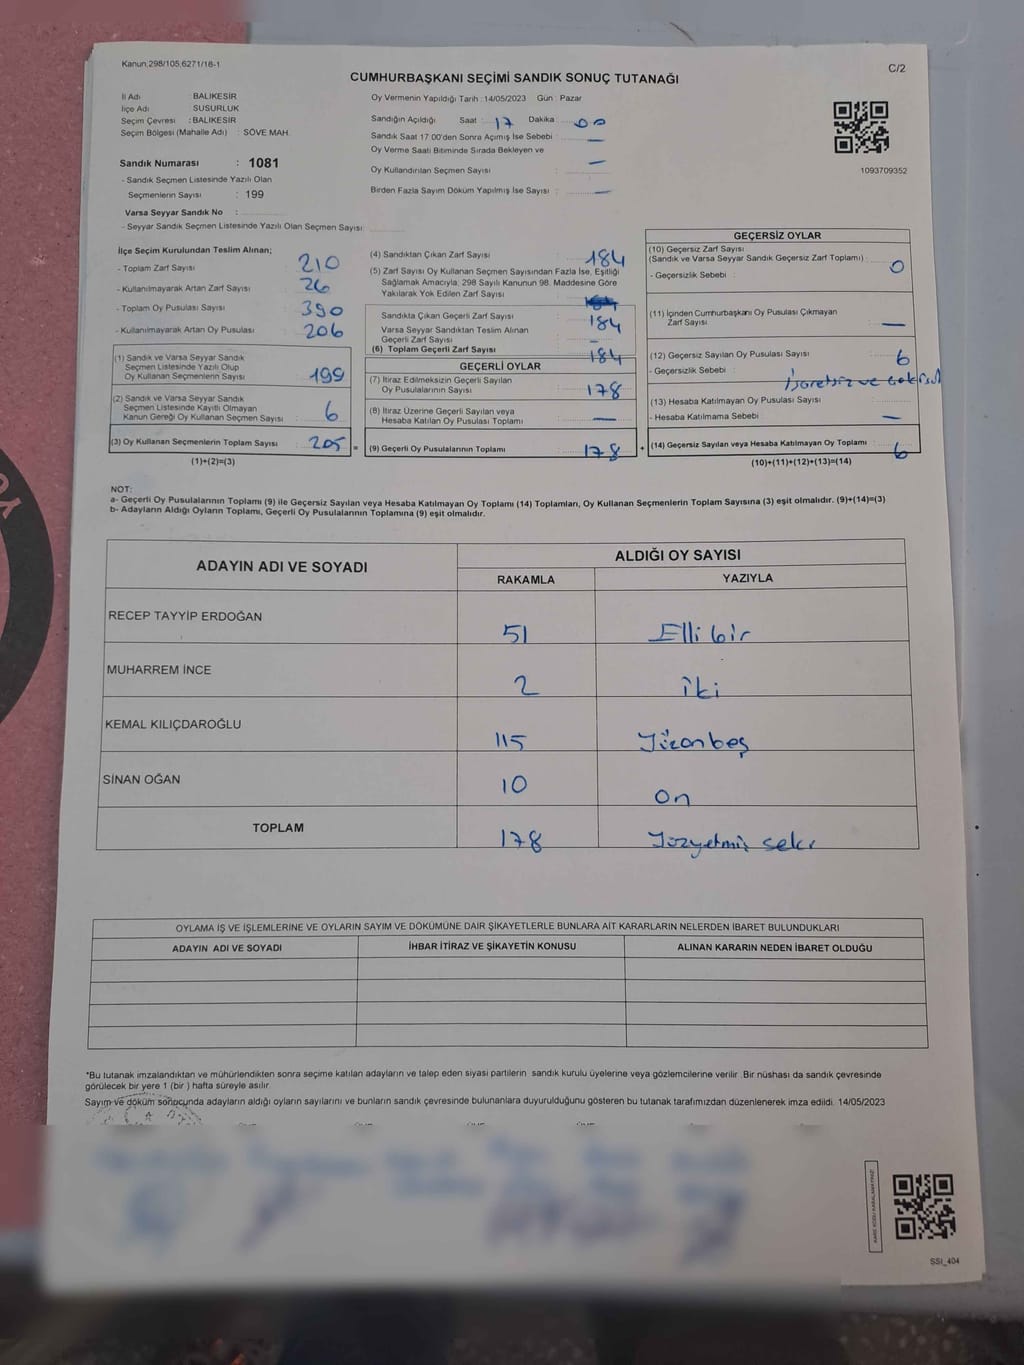 Kanun,298/105,6271/18-1
C/2
CUMHURBAŞKANI SEÇİMİ SANDIK SONUÇ TUTANAĞI
İl Adı : BALIKESİR
İlçe Adı : SUSURLUK
Seçim Çevresi : BALIKESİR
Seçim Bölgesi (Mahalle Adı) : SÖVE MAH.
Sandık Numarası : 1081
- Sandık Seçmen Listesinde Yazılı Olan
Seçmenlerin Sayısı : 199
Varsa Seyyar Sandık No :
- Seyyar Sandık Seçmen Listesinde Yazılı Olan Seçmen Sayısı:
Oy Vermenin Yapıldığı Tarih : 14/05/2023 Gün : Pazar
Sandığın Açıldığı Saat : 17 Dakika : 00
Sandık Saat 17.00'den Sonra Açımış İse Sebebi : —
Oy Verme Saati Bitiminde Sırada Bekleyen ve
Oy Kullandırılan Seçmen Sayısı : —
Birden Fazla Sayım Döküm Yapılmış İse Sayısı : —
1093709352
İlçe Seçim Kurulundan Teslim Alınan;
- Toplam Zarf Sayısı : 210
- Kullanılmayarak Artan Zarf Sayısı : 26
- Toplam Oy Pusulası Sayısı : 390
- Kullanılmayarak Artan Oy Pusulası : 206
(1) Sandık ve Varsa Seyyar Sandık
Seçmen Listesinde Yazılı Olup
Oy Kullanan Seçmenlerin Sayısı : 199
(2) Sandık ve Varsa Seyyar Sandık
Seçmen Listesinde Kayıtlı Olmayan
Kanun Gereği Oy Kullanan Seçmen Sayısı : 6
(3) Oy Kullanan Seçmenlerin Toplam Sayısı : 205 =
(1)+(2)=(3)
(4) Sandıktan Çıkan Zarf Sayısı : 184
(5) Zarf Sayısı Oy Kullanan Seçmen Sayısından Fazla İse, Eşitliği
Sağlamak Amacıyla; 298 Sayılı Kanunun 98. Maddesine Göre
Yakılarak Yok Edilen Zarf Sayısı
Sandıkta Çıkan Geçerli Zarf Sayısı : 184
Varsa Seyyar Sandıktan Teslim Alınan
Geçerli Zarf Sayısı : —
(6) Toplam Geçerli Zarf Sayısı : 184
GEÇERLİ OYLAR
(7) İtiraz Edilmeksizin Geçerli Sayılan
Oy Pusulalarının Sayısı : 178
(8) İtiraz Üzerine Geçerli Sayılan veya
Hesaba Katılan Oy Pusulası Toplamı : —
(9) Geçerli Oy Pusulalarının Toplamı : 178 +
GEÇERSİZ OYLAR
(10) Geçersiz Zarf Sayısı
(Sandık ve Varsa Seyyar Sandık Geçersiz Zarf Toplamı) : 0
- Geçersizlik Sebebi :
(11) İçinden Cumhurbaşkanı Oy Pusulası Çıkmayan
Zarf Sayısı : —
(12) Geçersiz Sayılan Oy Pusulası Sayısı : 6
- Geçersizlik Sebebi : İşaretsiz ve
(13) Hesaba Katılmayan Oy Pusulası Sayısı :
- Hesaba Katılmama Sebebi : —
(14) Geçersiz Sayılan veya Hesaba Katılmayan Oy Toplamı : 6
(10)+(11)+(12)+(13)=(14)
NOT:
a- Geçerli Oy Pusulalarının Toplamı (9) ile Geçersiz Sayılan veya Hesaba Katılmayan Oy Toplamı (14) Toplamları, Oy Kullanan Seçmenlerin Toplam Sayısına (3) eşit olmalıdır. (9)+(14)=(3)
b- Adayların Aldığı Oyların Toplamı, Geçerli Oy Pusulalarının Toplamına (9) eşit olmalıdır.
ADAYIN ADI VE SOYADI
ALDIĞI OY SAYISI
RAKAMLA YAZIYLA
RECEP TAYYİP ERDOĞAN 51 Elli bir
MUHARREM İNCE 2 iki
KEMAL KILIÇDAROĞLU 115 Yüzonbeş
SİNAN OĞAN 10 On
TOPLAM 178 Yüzyetmiş sekiz
OYLAMA İŞ VE İŞLEMLERİNE VE OYLARIN SAYIM VE DÖKÜMÜNE DAİR ŞİKAYETLERLE BUNLARA AİT KARARLARIN NELERDEN İBARET BULUNDUKLARI
ADAYIN ADI VE SOYADI İHBAR İTİRAZ VE ŞİKAYETİN KONUSU ALINAN KARARIN NEDEN İBARET OLDUĞU
*Bu tutanak imzalandıktan ve mühürlendikten sonra seçime katılan adayların ve talep eden siyasi partilerin sandık kurulu üyelerine veya gözlemcilerine verilir. Bir nüshası da sandık çevresinde
görülecek bir yere 1 (bir ) hafta süreyle asılır.
Sayım ve döküm sonucunda adayların aldığı oyların sayılarını ve bunların sandık çevresinde bulunanlara duyurulduğunu gösteren bu tutanak tarafımızdan düzenlenerek imza edildi. 14/05/2023
SSI_404